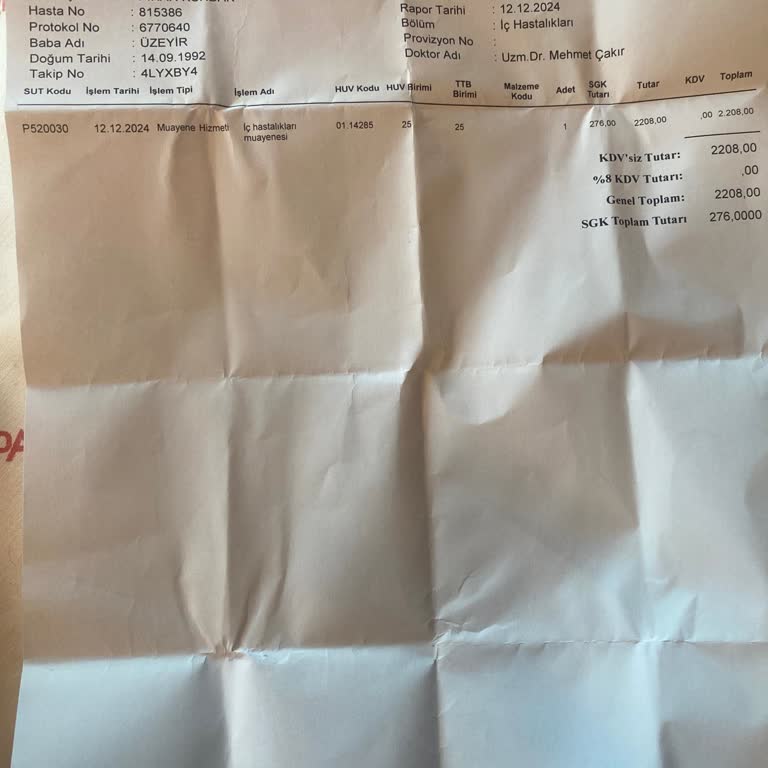 Hasta No : 815386
Protokol No : 6770640
Baba Adı : ÜZEYİR
Doğum Tarihi : 14.09.1992
Takip No : 4LYXBY4
Rapor Tarihi : 12.12.2024
Bölüm : İç Hastalıkları
Provizyon No :
Doktor Adı : Uzm.Dr. Mehmet Çakır
SUT Kodu İşlem Tarihi İşlem Tipi İşlem Adı HUV Kodu HUV Birimi TTB Birimi Malzeme Kodu Adet SGK Tutarı Tutar KDV Toplam
P520030 12.12.2024 Muayene Hizmeti İç hastalıkları muayenesi 01.14285 25 25 1 276,00 2208,00 ,00 2.208,00
KDV'siz Tutar: 2208,00
%8 KDV Tutarı: ,00
Genel Toplam: 2208,00
SGK Toplam Tutarı 276,0000